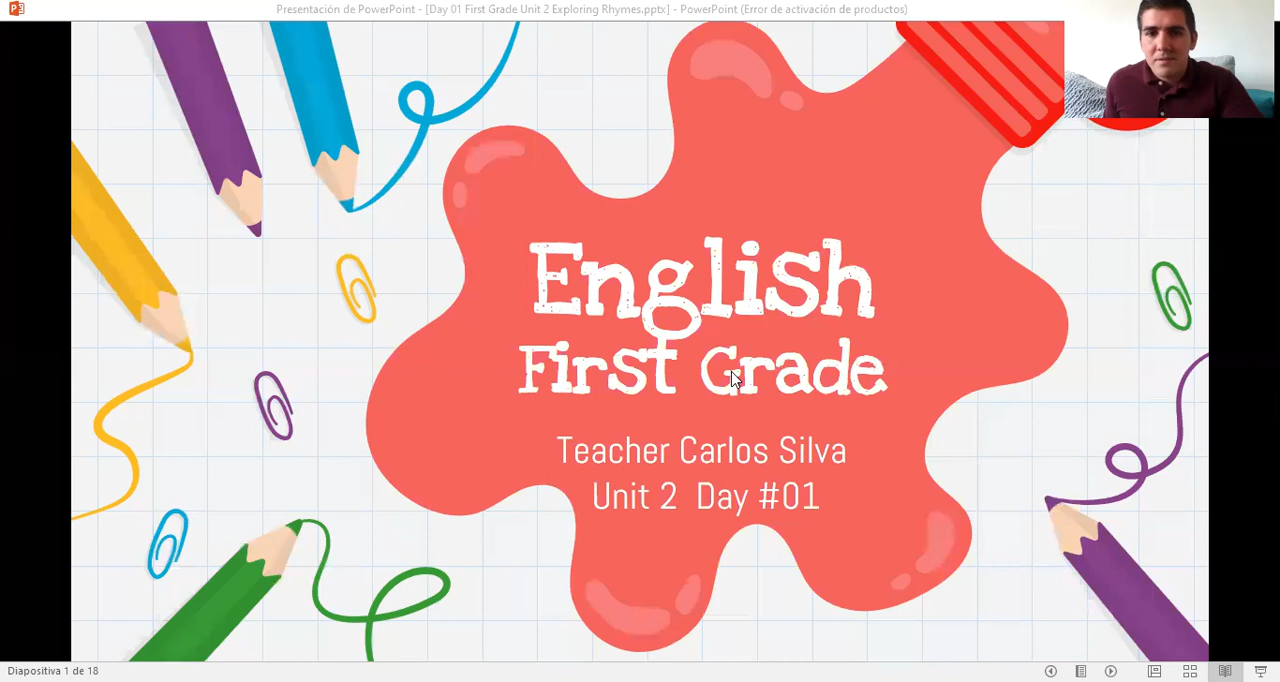 Presentación de PowerPoint - [Day 01 First Grade Unit 2 Exploring Rhymes.pptx] - PowerPoint (Error de activación de productos)
English
First Grade
Teacher Carlos Silva
Unit 2 Day #01
Diapositiva 1 de 18